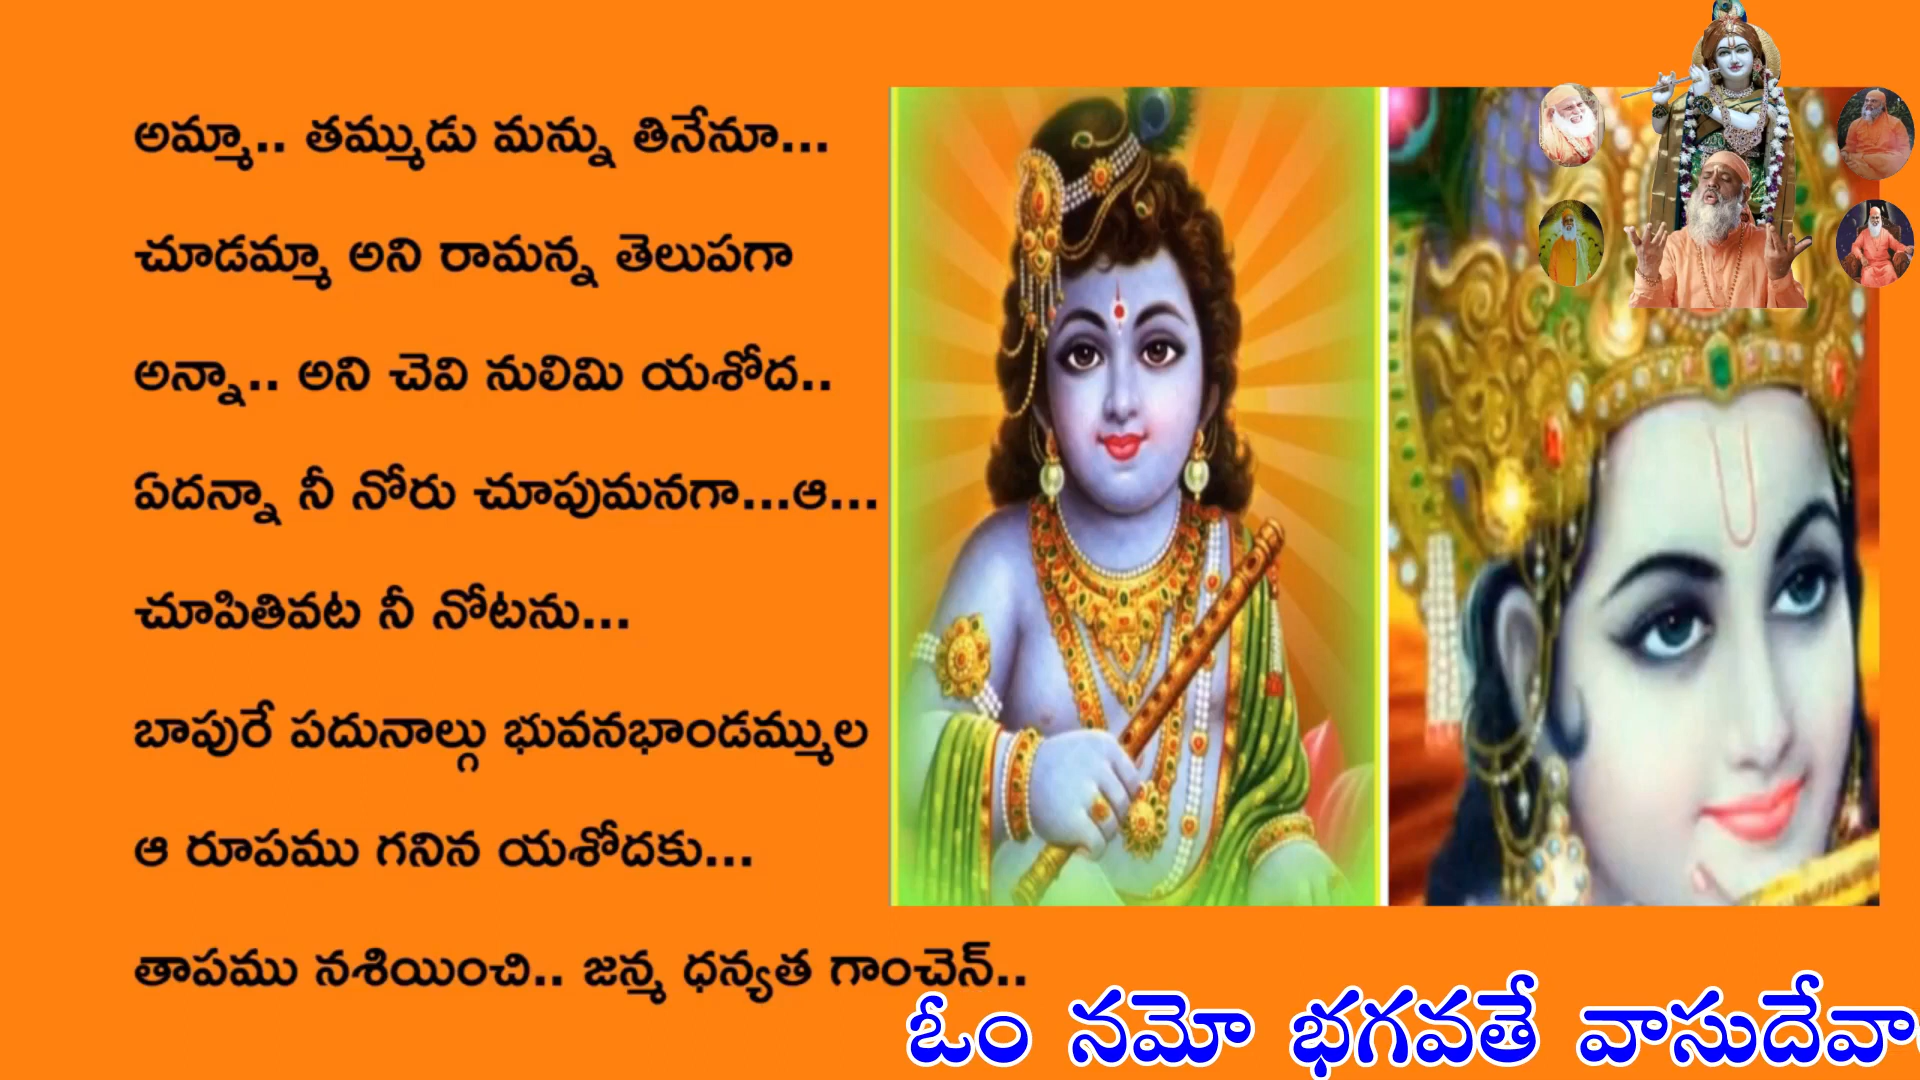 అమ్మా.. తమ్ముడు మన్ను తినేనూ...
చూడమ్మా అని రామన్న తెలుపగా
అన్నా.. అని చెవి నులిమి యశోద..
ఏదన్నా నీ నోరు చూపుమనగా...ఆ...
చూపితివట నీ నోటను...
బాపురే పదునాల్గు భువనభాండమ్ముల
ఆ రూపము గనిన యశోదకు...
తాపము నశియించి.. జన్మ ధన్యత గాంచెన్..
ఓం నమో భగవతే వాసుదేవా